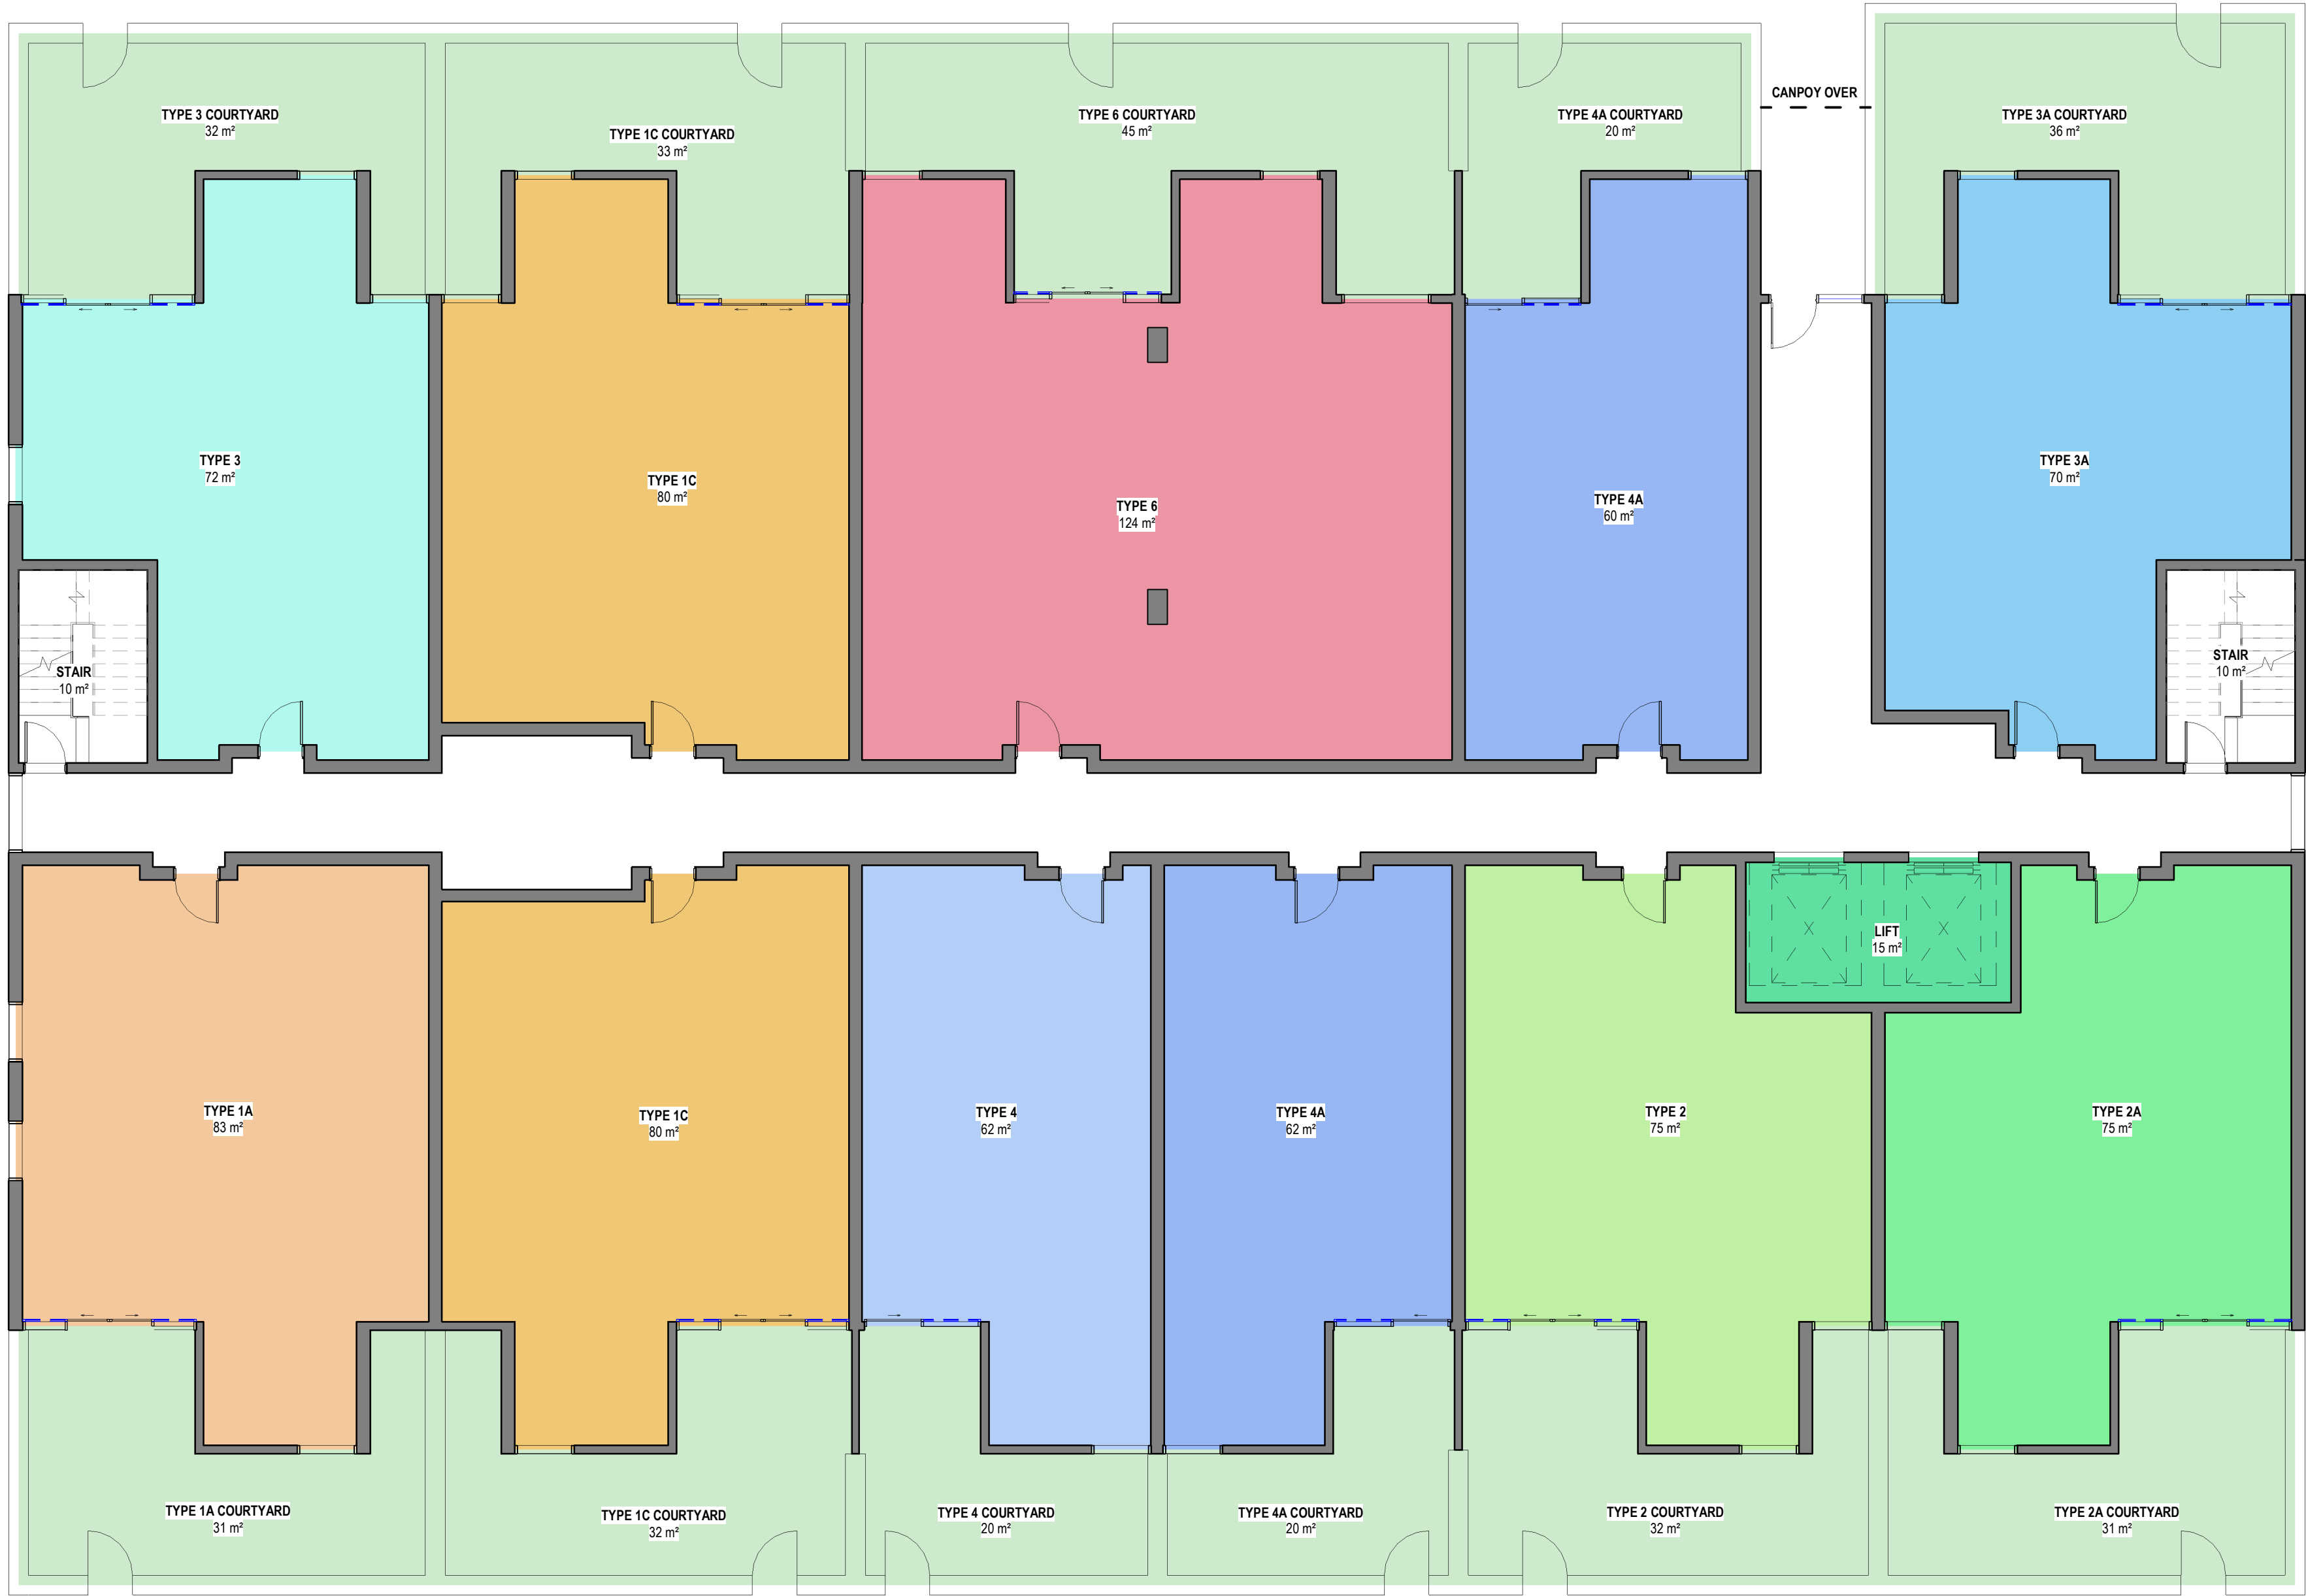 TYPE 3 COURTYARD
32 m²
TYPE 1C COURTYARD
33 m²
TYPE 6 COURTYARD
45 m²
TYPE 4A COURTYARD
20 m²
CANPOY OVER
TYPE 3A COURTYARD
36 m²
TYPE 3
72 m²
TYPE 1C
80 m²
TYPE 6
124 m²
TYPE 4A
60 m²
TYPE 3A
70 m²
STAIR
10 m²
STAIR
10 m²
LIFT
15 m²
TYPE 1A
83 m²
TYPE 1C
80 m²
TYPE 4
62 m²
TYPE 4A
62 m²
TYPE 2
75 m²
TYPE 2A
75 m²
TYPE 1A COURTYARD
31 m²
TYPE 1C COURTYARD
32 m²
TYPE 4 COURTYARD
20 m²
TYPE 4A COURTYARD
20 m²
TYPE 2 COURTYARD
32 m²
TYPE 2A COURTYARD
31 m²